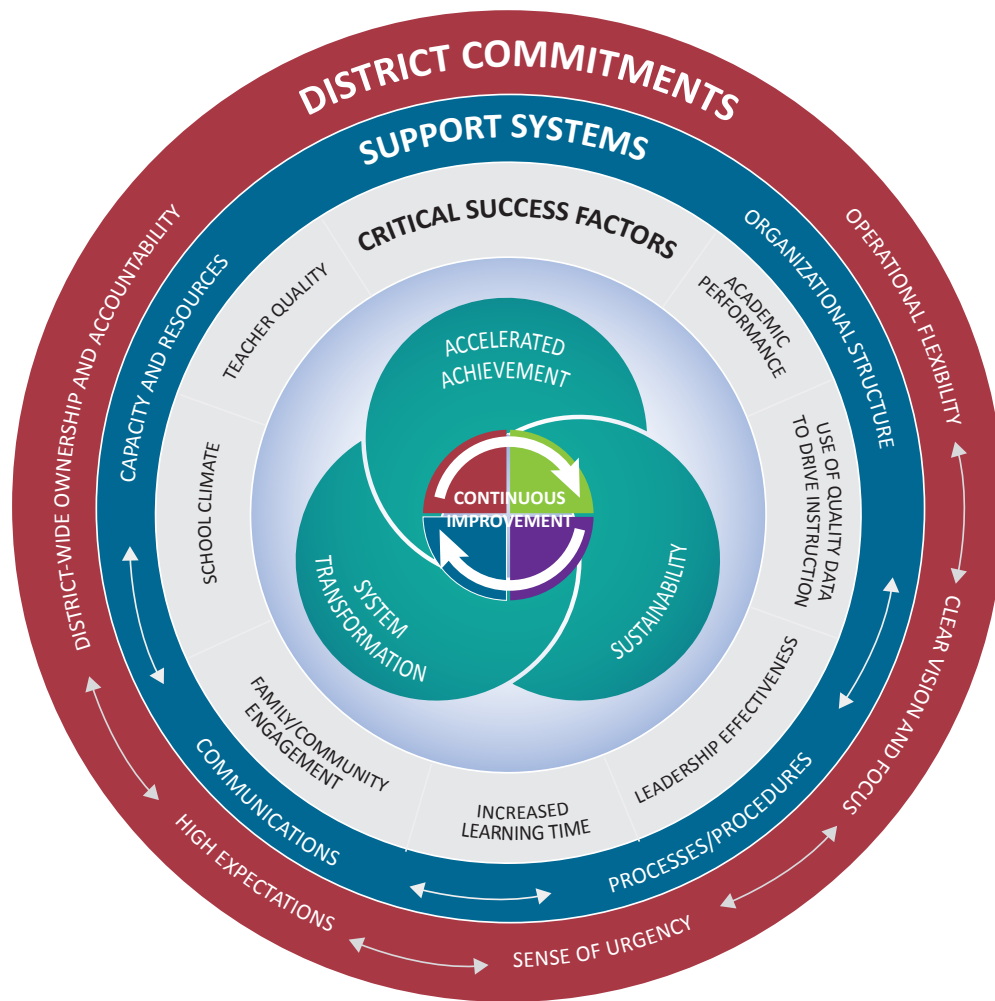 DISTRICT COMMITMENTS
OPERATIONAL FLEXIBILITY
CLEAR VISION AND FOCUS
SENSE OF URGENCY
HIGH EXPECTATIONS
DISTRICT-WIDE OWNERSHIP AND ACCOUNTABILITY
SUPPORT SYSTEMS
ORGANIZATIONAL STRUCTURE
PROCESSES/PROCEDURES
COMMUNICATIONS
CAPACITY AND RESOURCES
CRITICAL SUCCESS FACTORS
ACADEMIC
PERFORMANCE
USE OF QUALITY DATA
TO DRIVE INSTRUCTION
LEADERSHIP EFFECTIVENESS
INCREASED
LEARNING TIME
FAMILY/COMMUNITY
ENGAGEMENT
SCHOOL CLIMATE
TEACHER QUALITY
ACCELERATED
ACHIEVEMENT
SUSTAINABILITY
SYSTEM
TRANSFORMATION
CONTINUOUS
IMPROVEMENT